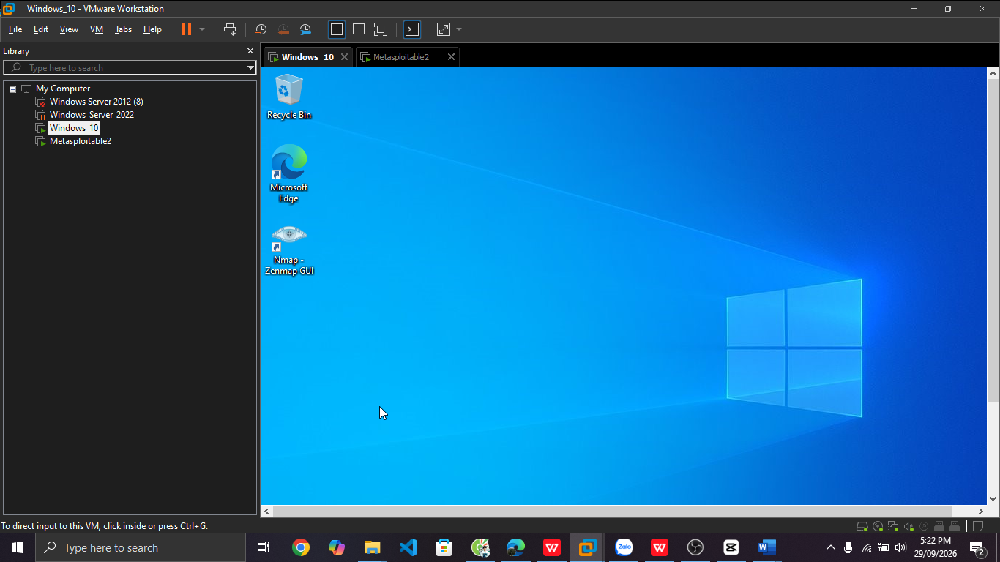 Windows_10 - VMware Workstation
File Edit View VM Tabs Help
Library
Type here to search
My Computer
Windows Server 2012 (8)
Windows_Server_2022
Windows_10
Metasploitable2
Windows_10
Metasploitable2
Recycle Bin
Microsoft
Edge
Nmap -
Zenmap GUI
To direct input to this VM, click inside or press Ctrl+G.
Type here to search
Zalo
5:22 PM
29/09/2026
2